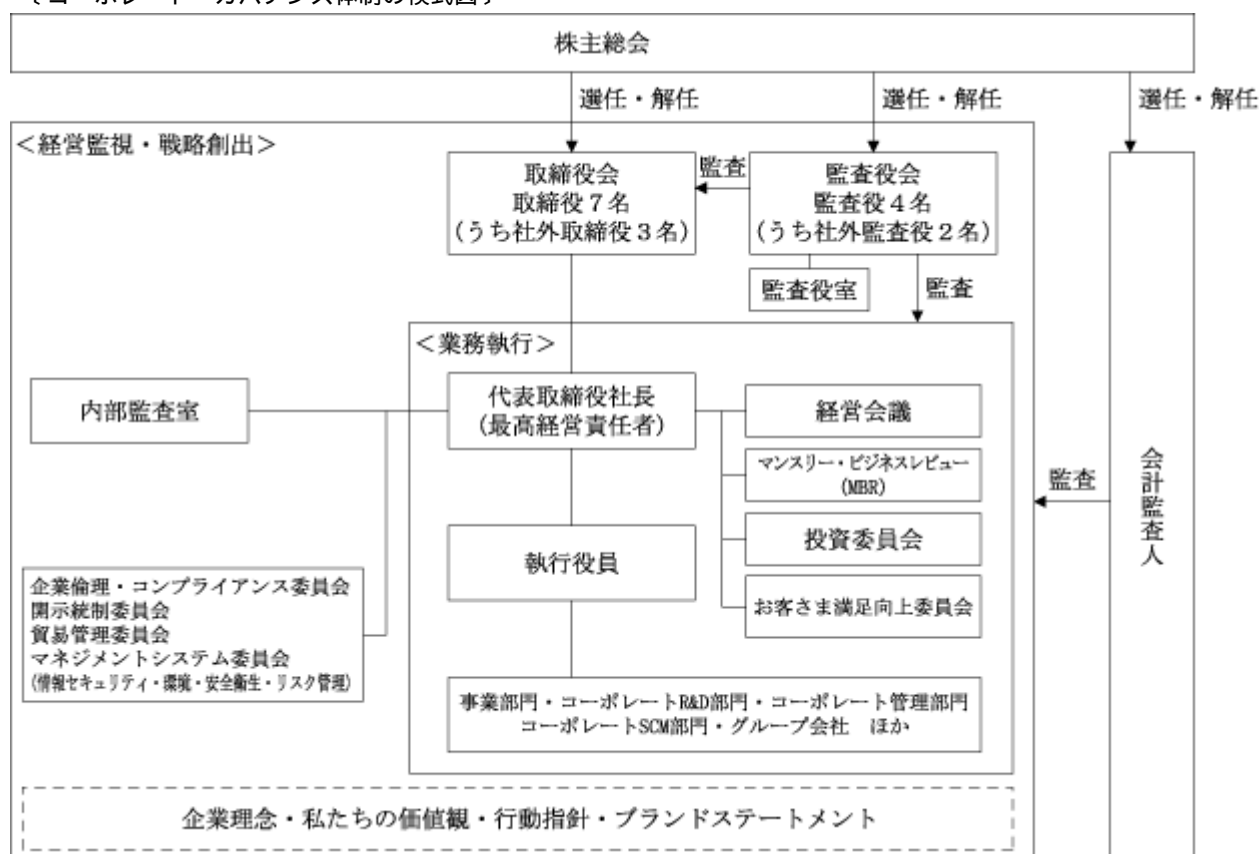 株主総会
選任・解任
選任・解任
選任・解任
＜経営監視・戦略創出＞
取締役会
取締役７名
(うち社外取締役３名)
監査
監査役会
監査役４名
(うち社外監査役２名)
監査役室
監査
＜業務執行＞
内部監査室
代表取締役社長
(最高経営責任者)
経営会議
マンスリー・ビジネスレビュー
(MBR)
投資委員会
お客さま満足向上委員会
執行役員
監査
会計監査人
企業倫理・コンプライアンス委員会
開示統制委員会
貿易管理委員会
マネジメントシステム委員会
(情報セキュリティ・環境・安全衛生・リスク管理)
事業部門・コーポレートR&D部門・コーポレート管理部門
コーポレートSCM部門・グループ会社　ほか
企業理念・私たちの価値観・行動指針・ブランドステートメント